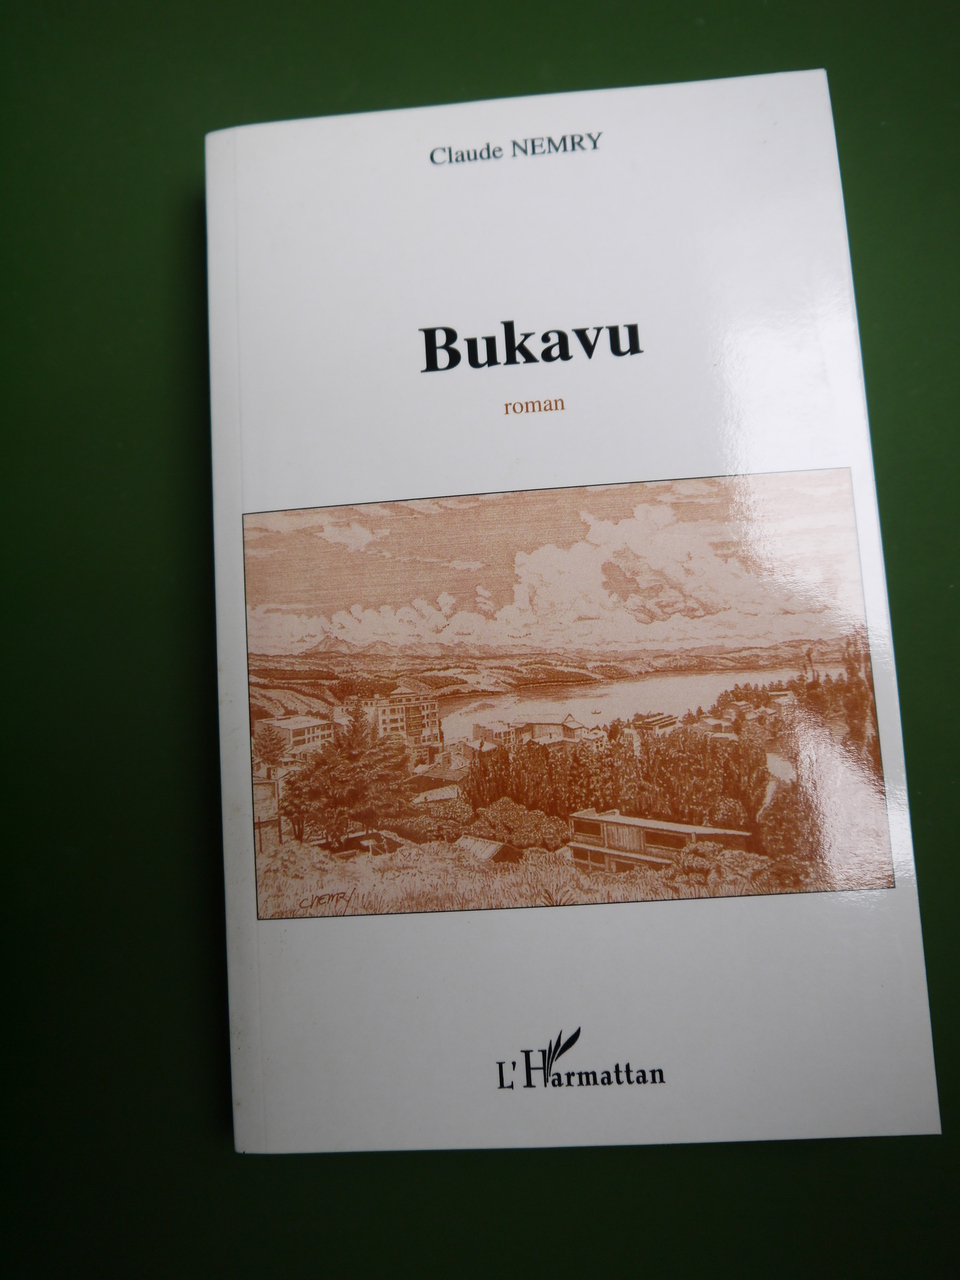 Claude NEMRY
Bukavu
roman
CNEMRY
L'Harmattan